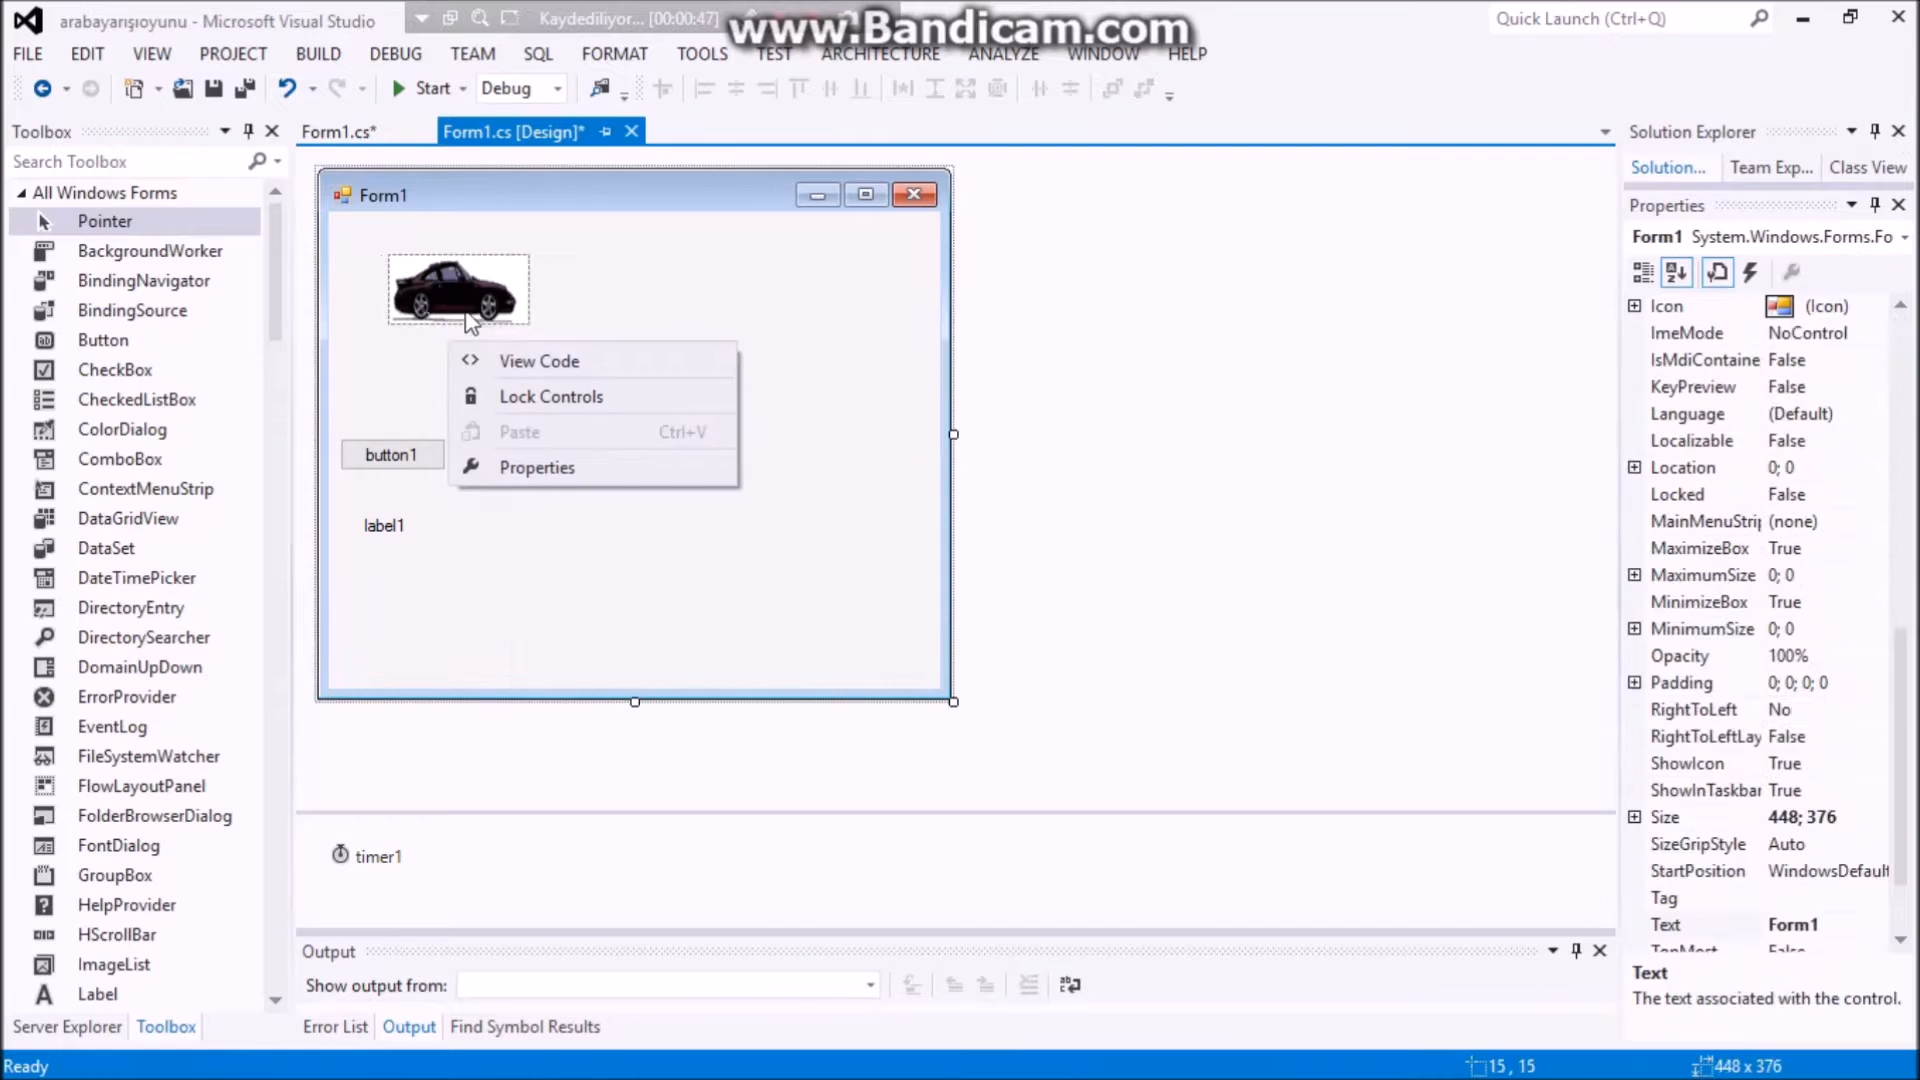 arabayarışıoyunu - Microsoft Visual Studio
Kaydediliyor... [00:00:47]
www.Bandicam.com
Quick Launch (Ctrl+Q)
FILE EDIT VIEW PROJECT BUILD DEBUG TEAM SQL FORMAT TOOLS TEST ARCHITECTURE ANALYZE WINDOW HELP
Start Debug
Toolbox
Form1.cs*
Form1.cs [Design]*
Solution Explorer
Search Toolbox
Solution... Team Exp... Class View
All Windows Forms
Pointer
BackgroundWorker
BindingNavigator
BindingSource
Button
CheckBox
CheckedListBox
ColorDialog
ComboBox
ContextMenuStrip
DataGridView
DataSet
DateTimePicker
DirectoryEntry
DirectorySearcher
DomainUpDown
ErrorProvider
EventLog
FileSystemWatcher
FlowLayoutPanel
FolderBrowserDialog
FontDialog
GroupBox
HelpProvider
HScrollBar
ImageList
Label
Server Explorer Toolbox
Form1
View Code
Lock Controls
Paste Ctrl+V
Properties
button1
label1
timer1
Output
Show output from:
Error List Output Find Symbol Results
Properties
Form1 System.Windows.Forms.Fo
Icon (Icon)
ImeMode NoControl
IsMdiContaine False
KeyPreview False
Language (Default)
Localizable False
Location 0; 0
Locked False
MainMenuStrip (none)
MaximizeBox True
MaximumSize 0; 0
MinimizeBox True
MinimumSize 0; 0
Opacity 100%
Padding 0; 0; 0; 0
RightToLeft No
RightToLeftLay False
ShowIcon True
ShowInTaskbar True
Size 448; 376
SizeGripStyle Auto
StartPosition WindowsDefault
Tag
Text Form1
TopMost False
Text
The text associated with the control.
Ready
15 , 15
448 x 376